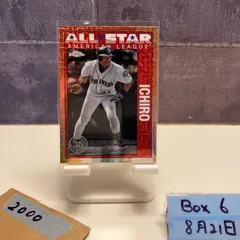 ALL STAR
AMERICAN LEAGUE
ICHIRO
2000
Box 6
8月21日